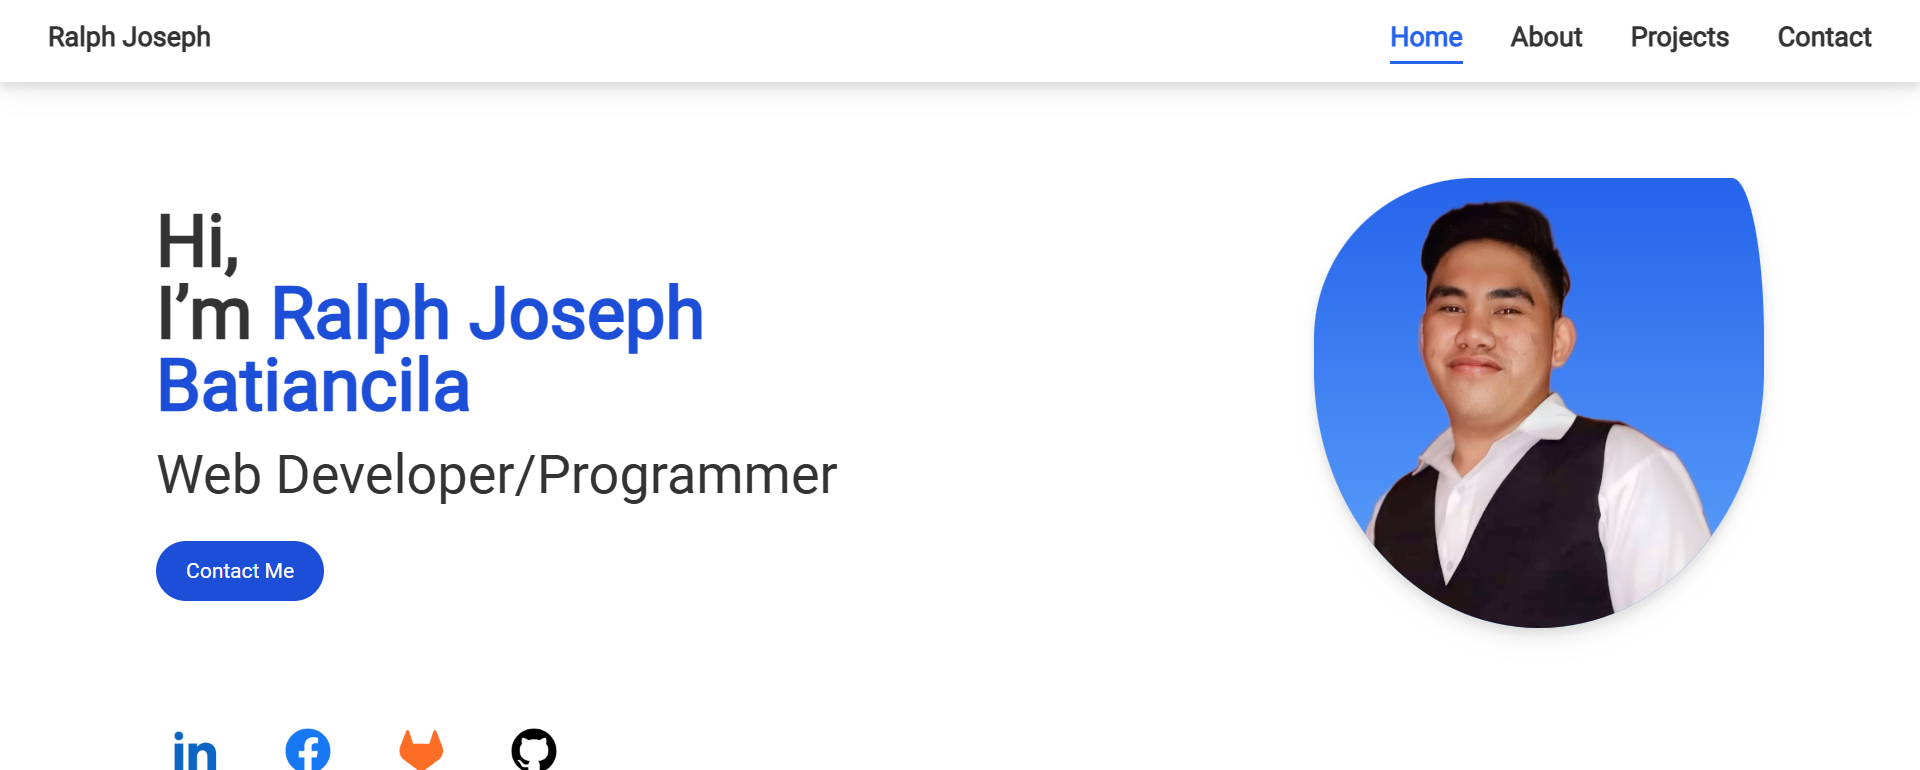 Ralph Joseph
Home
About
Projects
Contact
Hi,
I’m Ralph Joseph
Batiancila
Web Developer/Programmer
Contact Me
in